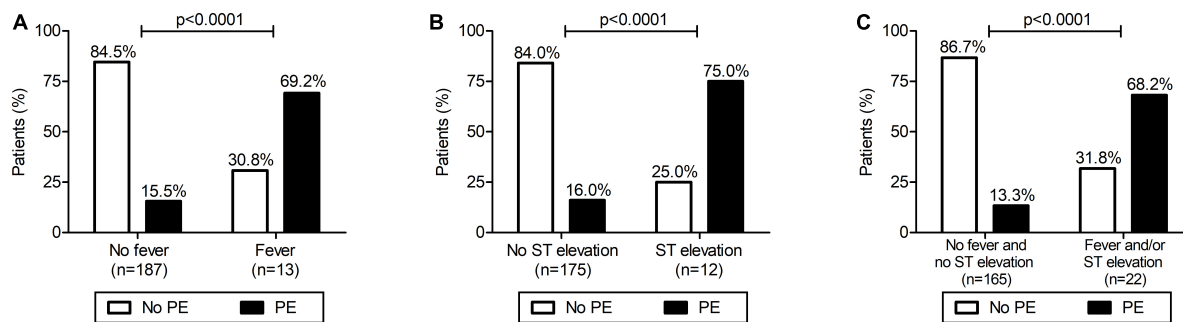 A
p<0.0001
Patients (%)
100
75
50
25
0
84.5%
15.5%
30.8%
69.2%
No fever
(n=187)
Fever
(n=13)
No PE
PE
B
p<0.0001
Patients (%)
100
75
50
25
0
84.0%
16.0%
25.0%
75.0%
No ST elevation
(n=175)
ST elevation
(n=12)
No PE
PE
C
p<0.0001
Patients (%)
100
75
50
25
0
86.7%
13.3%
31.8%
68.2%
No fever and
no ST elevation
(n=165)
Fever and/or
ST elevation
(n=22)
No PE
PE